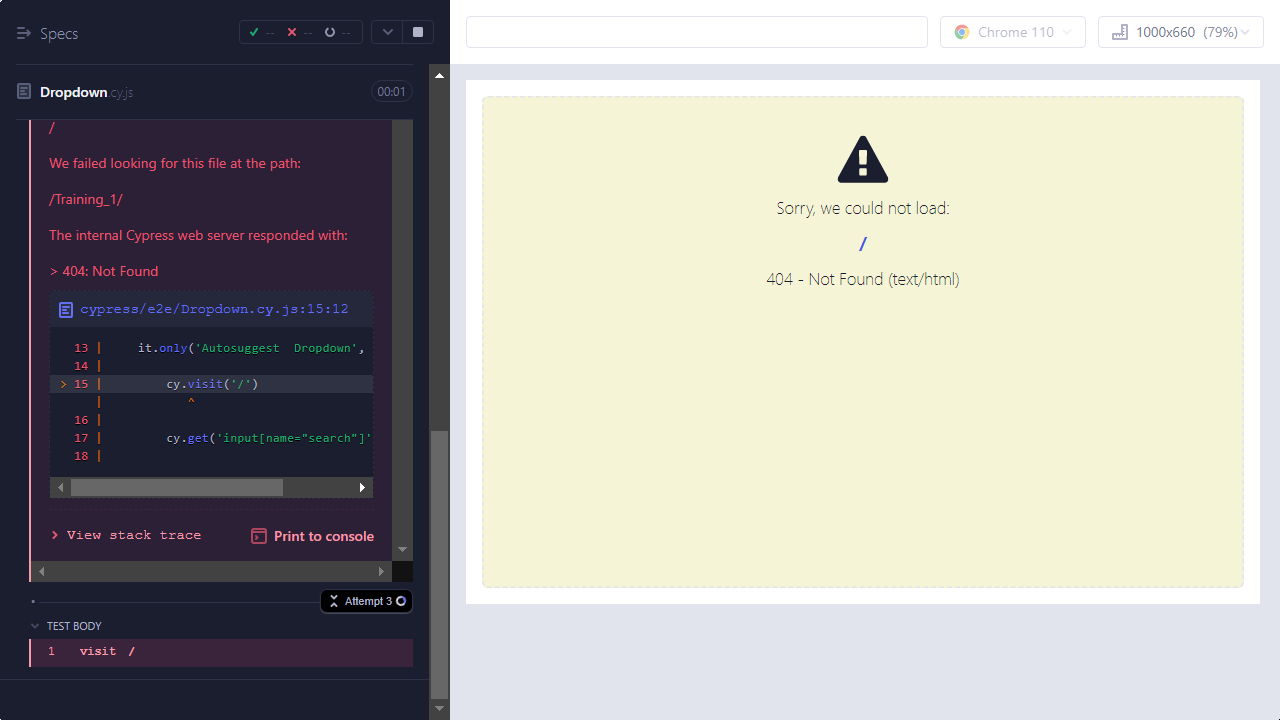 Specs
--
--
--
Chrome 110
1000x660 (79%)
Dropdown.cy.js
00:01
/
We failed looking for this file at the path:
/Training_1/
The internal Cypress web server responded with:
> 404: Not Found
cypress/e2e/Dropdown.cy.js:15:12
13 | it.only('Autosuggest  Dropdown',
14 |
> 15 | cy.visit('/')
| ^
16 |
17 | cy.get('input[name="search"]'
18 |
View stack trace
Print to console
Attempt 3
TEST BODY
1 visit /
Sorry, we could not load:
/
404 - Not Found (text/html)